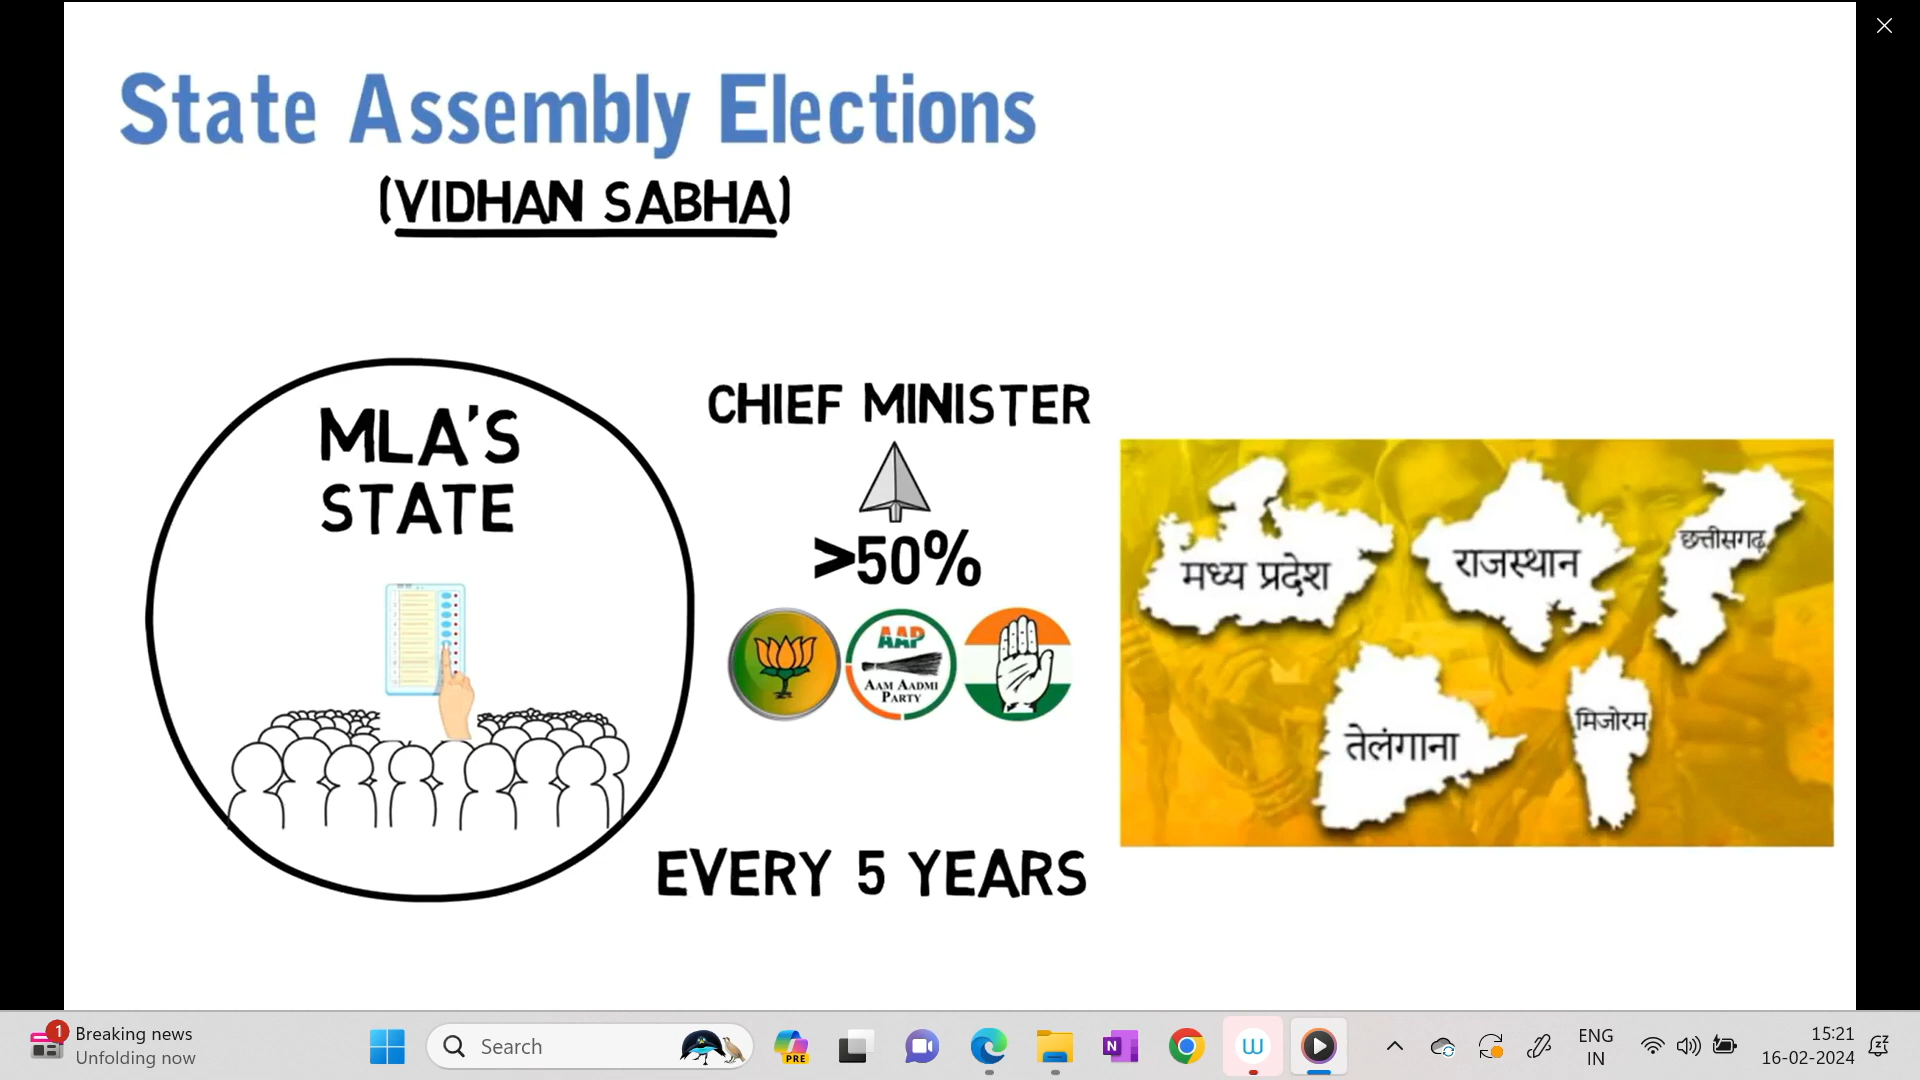 State Assembly Elections
(VIDHAN SABHA)
MLA'S
STATE
CHIEF MINISTER
>50%
AAP
AAM AADMI
PARTY
EVERY 5 YEARS
मध्य प्रदेश
राजस्थान
छत्तीसगढ़
तेलंगाना
मिजोरम
1
Breaking news
Unfolding now
Search
PRE
N
W
ENG
IN
15:21
16-02-2024